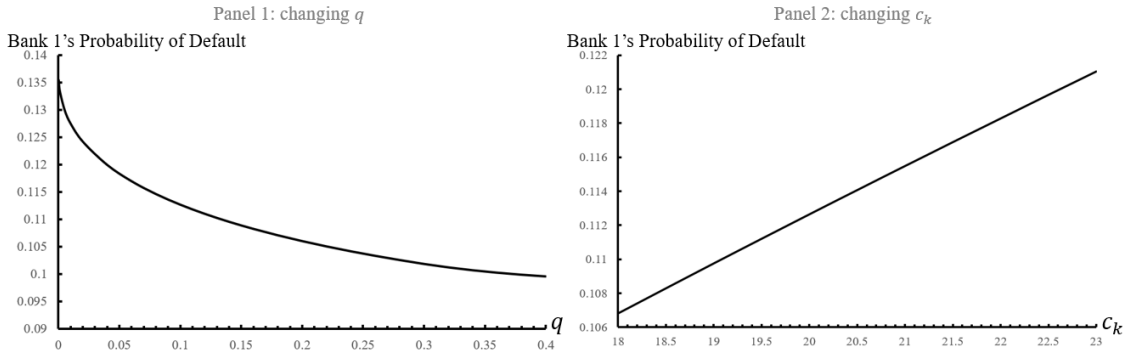 Panel 1: changing q
Bank 1's Probability of Default
0.14
0.135
0.13
0.125
0.12
0.115
0.11
0.105
0.1
0.095
0.09
0 0.05 0.1 0.15 0.2 0.25 0.3 0.35 0.4
q
Panel 2: changing c_k
Bank 1's Probability of Default
0.122
0.12
0.118
0.116
0.114
0.112
0.11
0.108
0.106
18 18.5 19 19.5 20 20.5 21 21.5 22 22.5 23
c_k